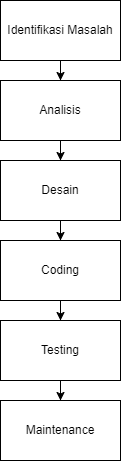 Identifikasi Masalah
Analisis
Desain
Coding
Testing
Maintenance